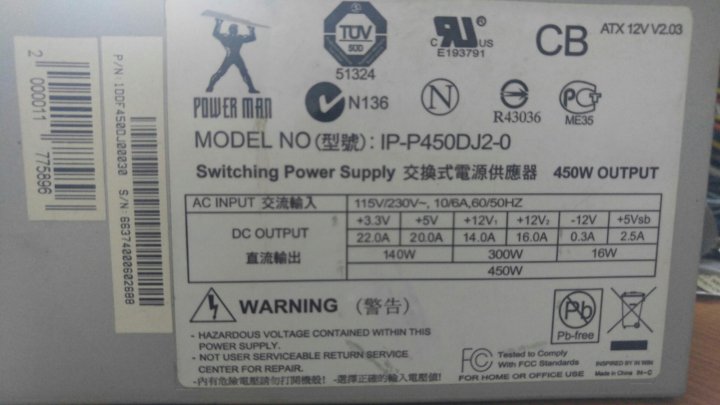 2 000011 775896
P/N 1DDF450DJ00030 S/N 66374000602688
POWER MAN
TÜV
SÜD
51324
C US
E193791
CB
ATX 12V V2.03
N136
N
R43036
PCT
ME35
MODEL NO(型號): IP-P450DJ2-0
Switching Power Supply 交換式電源供應器 450W OUTPUT
AC INPUT 交流輸入 115V/230V~, 10/6A,60/50HZ
DC OUTPUT +3.3V +5V +12V1 +12V2 -12V +5Vsb
22.0A 20.0A 14.0A 16.0A 0.3A 2.5A
直流輸出 140W 300W 16W
450W
WARNING (警告)
Pb
Pb-free
- HAZARDOUS VOLTAGE CONTAINED WITHIN THIS
POWER SUPPLY.
- NOT USER SERVICEABLE RETURN SERVICE
CENTER FOR REPAIR.
-內有危險電壓請勿打開機殼! -選擇正確的輸入電壓值!
FC Tested to Comply
With FCC Standards
FOR HOME OR OFFICE USE
INSPIRED BY IN WIN
Made in China